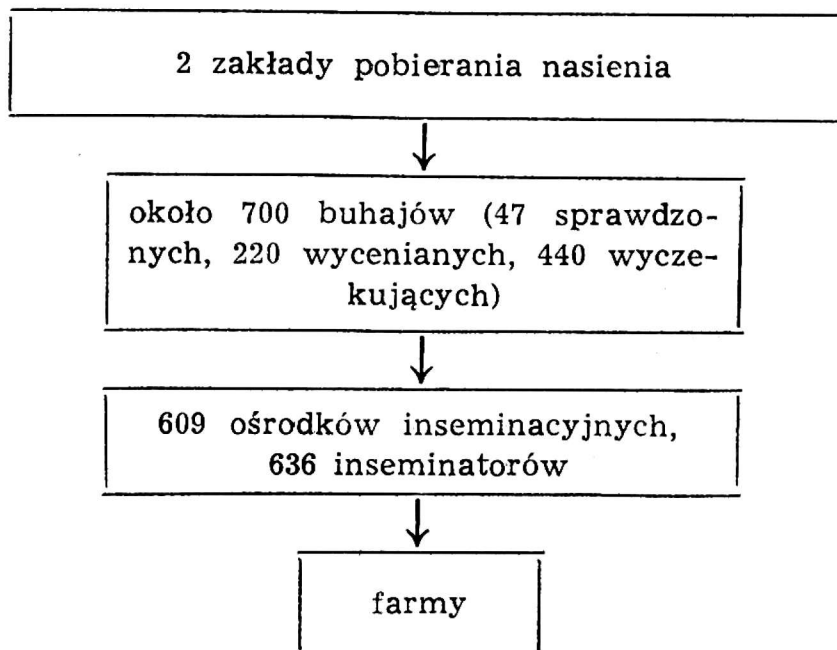 2 zakłady pobierania nasienia
około 700 buhajów (47 sprawdzo-
nych, 220 wycenianych, 440 wycze-
kujących)
609 ośrodków inseminacyjnych,
636 inseminatorów
farmy